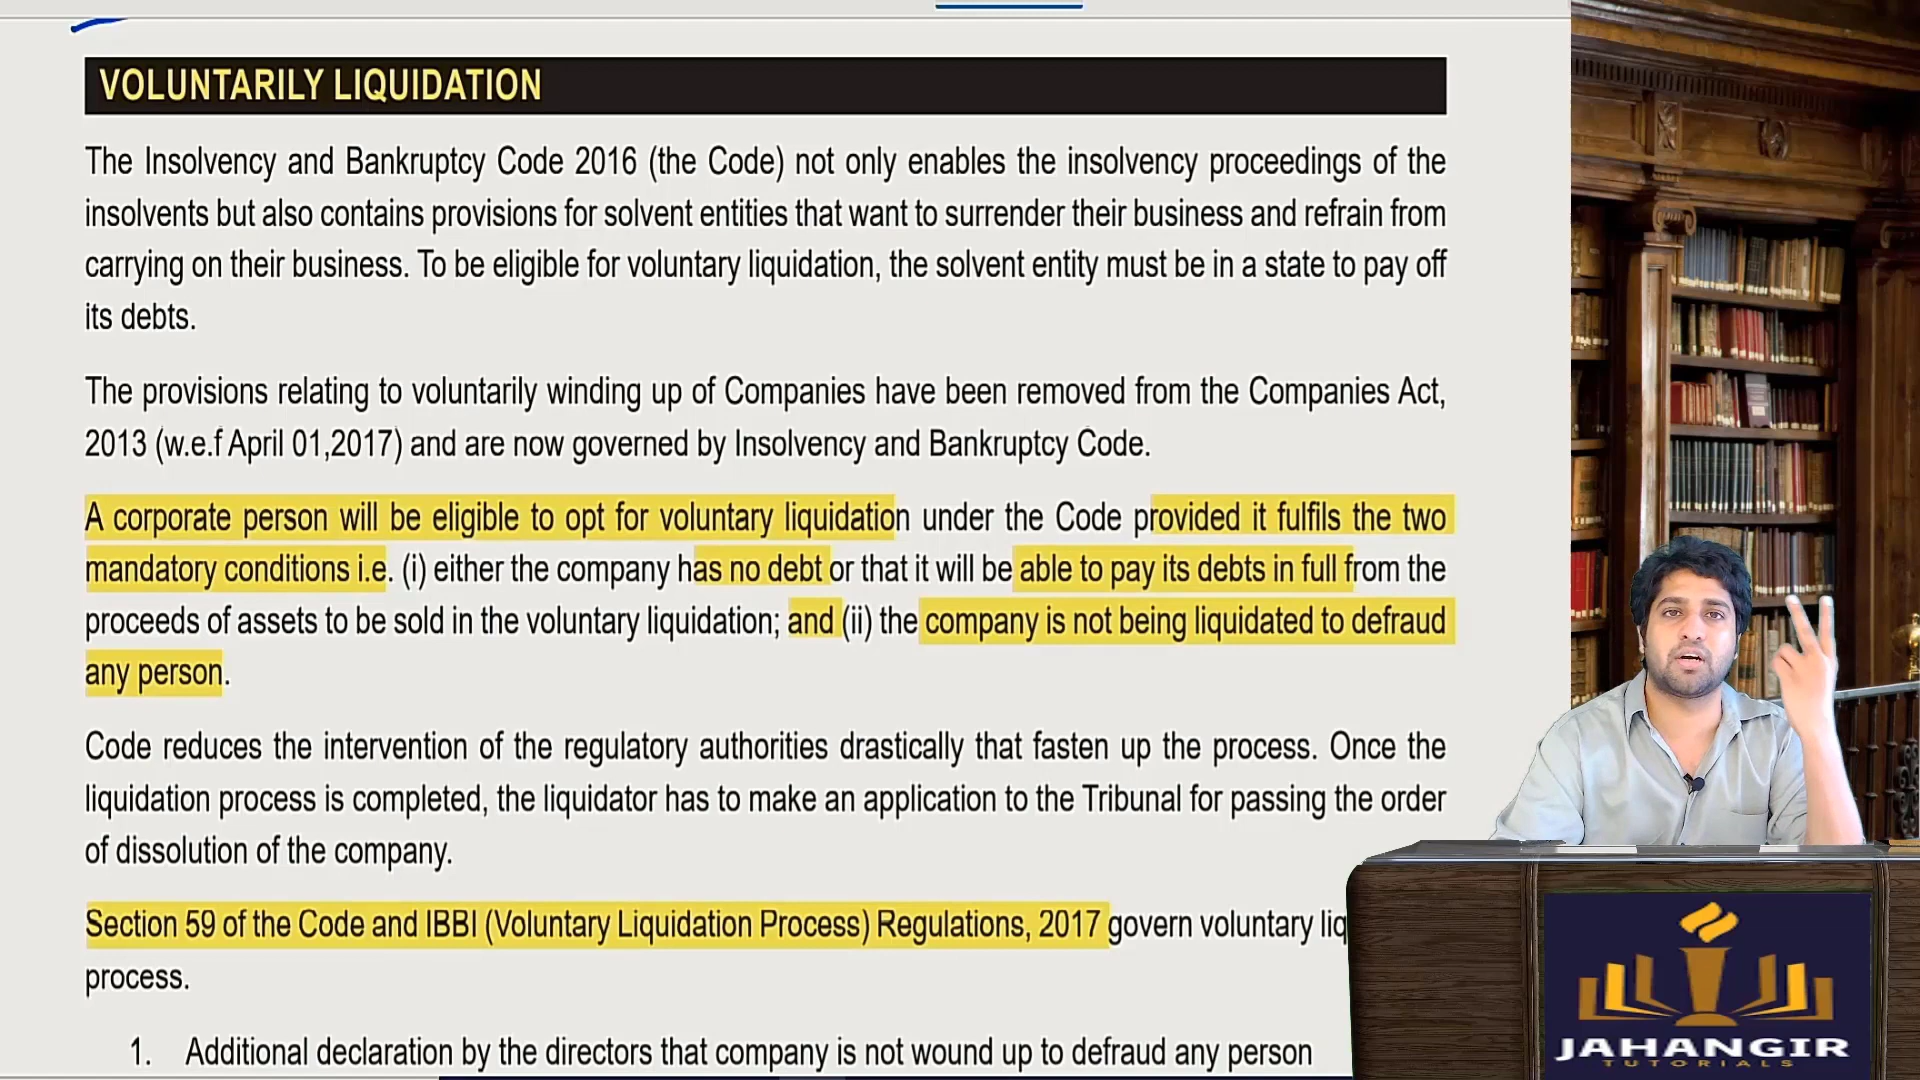 VOLUNTARILY LIQUIDATION
The Insolvency and Bankruptcy Code 2016 (the Code) not only enables the insolvency proceedings of the
insolvents but also contains provisions for solvent entities that want to surrender their business and refrain from
carrying on their business. To be eligible for voluntary liquidation, the solvent entity must be in a state to pay off
its debts.
The provisions relating to voluntarily winding up of Companies have been removed from the Companies Act,
2013 (w.e.f April 01,2017) and are now governed by Insolvency and Bankruptcy Code.
A corporate person will be eligible to opt for voluntary liquidation under the Code provided it fulfils the two
mandatory conditions i.e. (i) either the company has no debt or that it will be able to pay its debts in full from the
proceeds of assets to be sold in the voluntary liquidation; and (ii) the company is not being liquidated to defraud
any person.
Code reduces the intervention of the regulatory authorities drastically that fasten up the process. Once the
liquidation process is completed, the liquidator has to make an application to the Tribunal for passing the order
of dissolution of the company.
Section 59 of the Code and IBBI (Voluntary Liquidation Process) Regulations, 2017 govern voluntary liq
process.
1. Additional declaration by the directors that company is not wound up to defraud any person
JAHANGIR
TUTORIALS